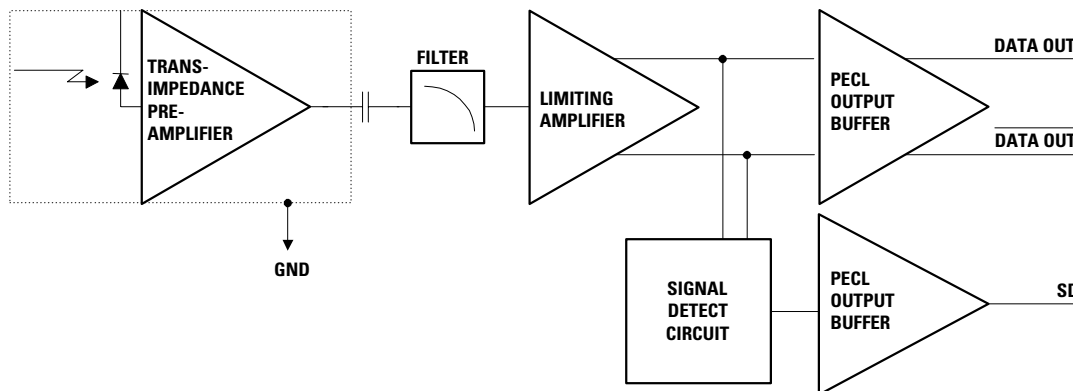 TRANS-
IMPEDANCE
PRE-
AMPLIFIER
GND
FILTER
LIMITING
AMPLIFIER
PECL
OUTPUT
BUFFER
DATA OUT
DATA OUT
SIGNAL
DETECT
CIRCUIT
PECL
OUTPUT
BUFFER
SD